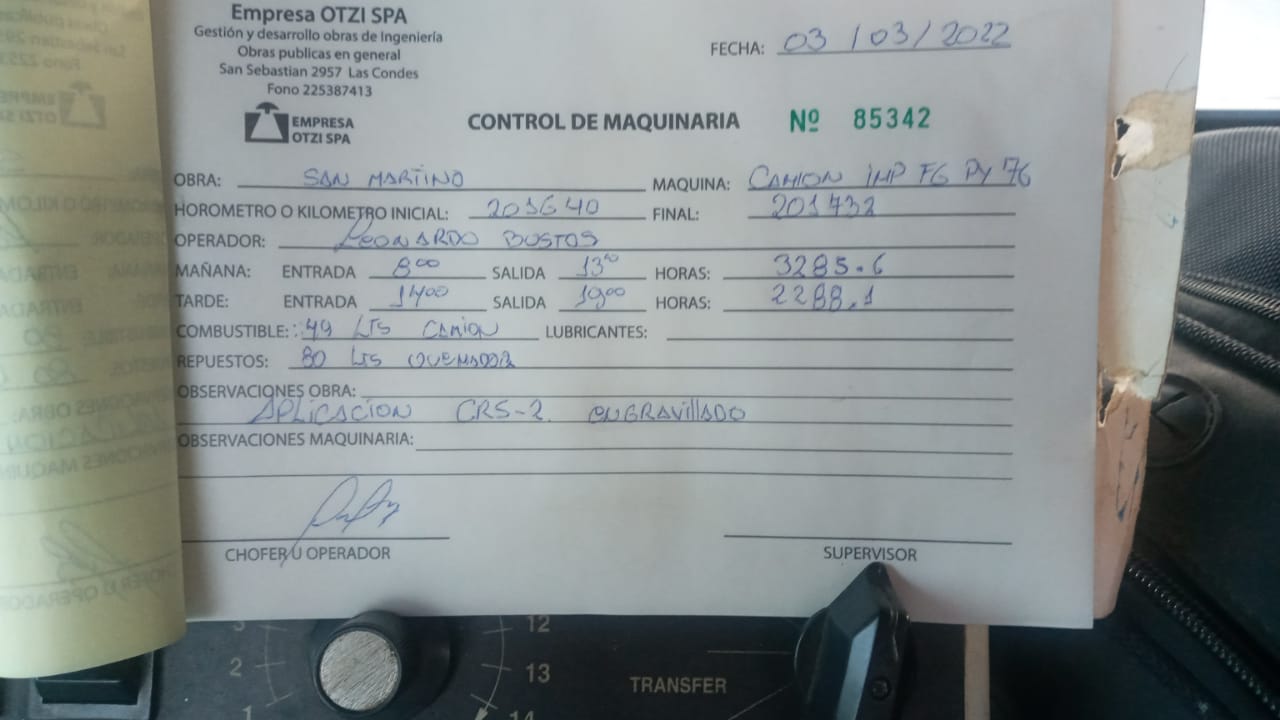 Empresa OTZI SPA
Gestión y desarrollo obras de Ingeniería
Obras publicas en general
San Sebastian 2957 Las Condes
Fono 225387413
EMPRESA
OTZI SPA
FECHA: 03/03/2022
CONTROL DE MAQUINARIA Nº 85342
OBRA: SAN MARTINO MAQUINA: CAMION IMP FG PY 76
HOROMETRO O KILOMETRO INICIAL: 201640 FINAL: 201732
OPERADOR: LEONARDO BUSTOS
MAÑANA: ENTRADA 800 SALIDA 1300 HORAS: 3285.6
TARDE: ENTRADA 1400 SALIDA 1900 HORAS: 2288.1
COMBUSTIBLE: 49 LTS CAMION LUBRICANTES:
REPUESTOS: 80 LTS QUEMADOR
OBSERVACIONES OBRA:
APLICACION CRS-2 ENGRAVILLADO
OBSERVACIONES MAQUINARIA:
CHOFER U OPERADOR SUPERVISOR
3 12
2 13 TRANSFER
1 14